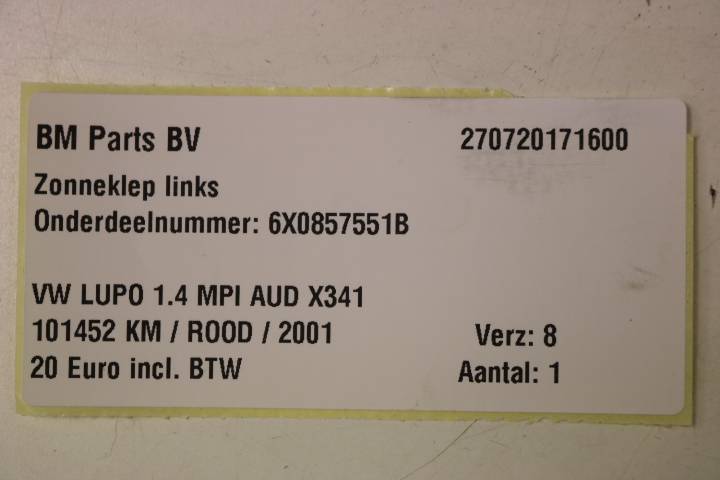 BM Parts BV 270720171600
Zonneklep links
Onderdeelnummer: 6X0857551B
VW LUPO 1.4 MPI AUD X341
101452 KM / ROOD / 2001 Verz: 8
20 Euro incl. BTW Aantal: 1